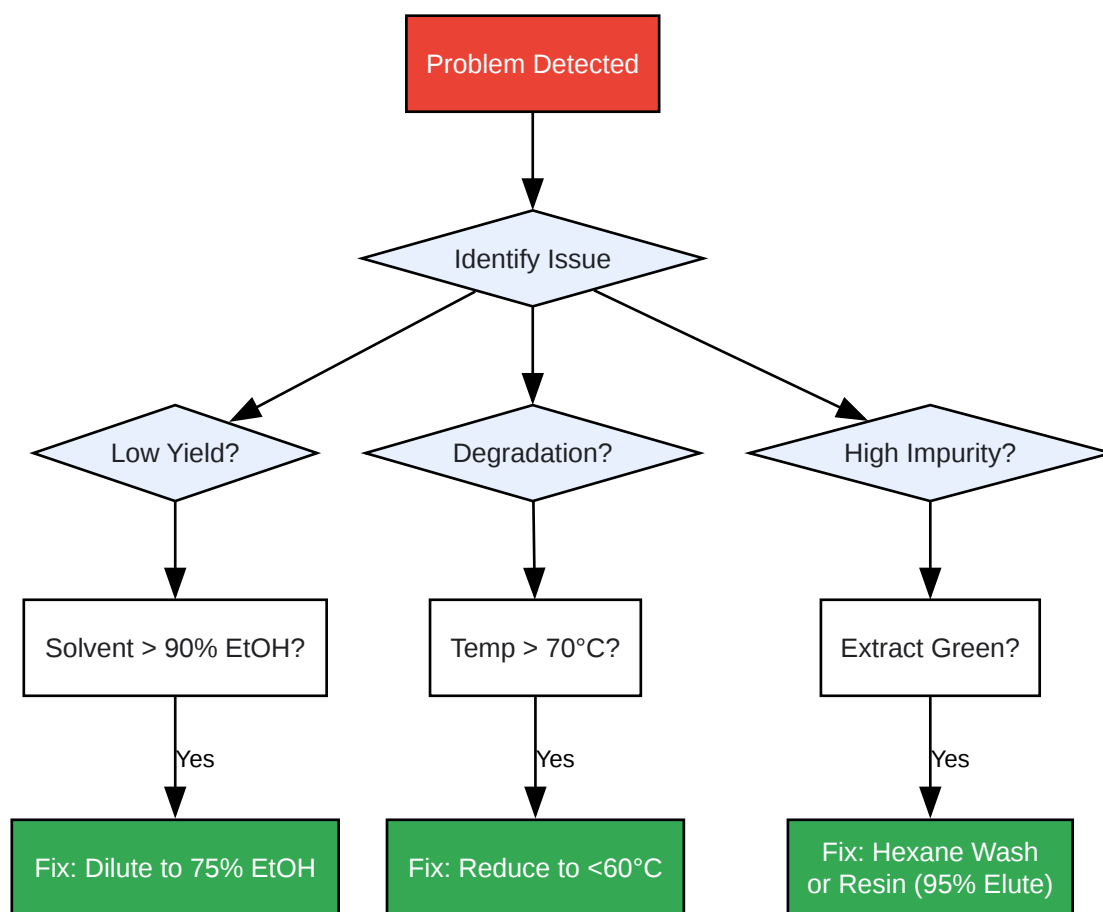 Problem Detected
Identify Issue
Low Yield?
Degradation?
High Impurity?
Solvent > 90% EtOH?
Temp > 70°C?
Extract Green?
Yes
Yes
Yes
Fix: Dilute to 75% EtOH
Fix: Reduce to <60°C
Fix: Hexane Wash
or Resin (95% Elute)